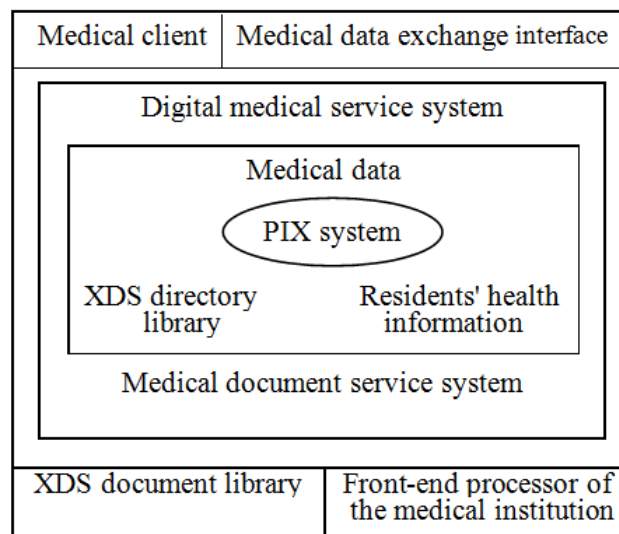 Medical client
Medical data exchange interface
Digital medical service system
Medical data
PIX system
XDS directory
library
Residents' health
information
Medical document service system
XDS document library
Front-end processor of
the medical institution